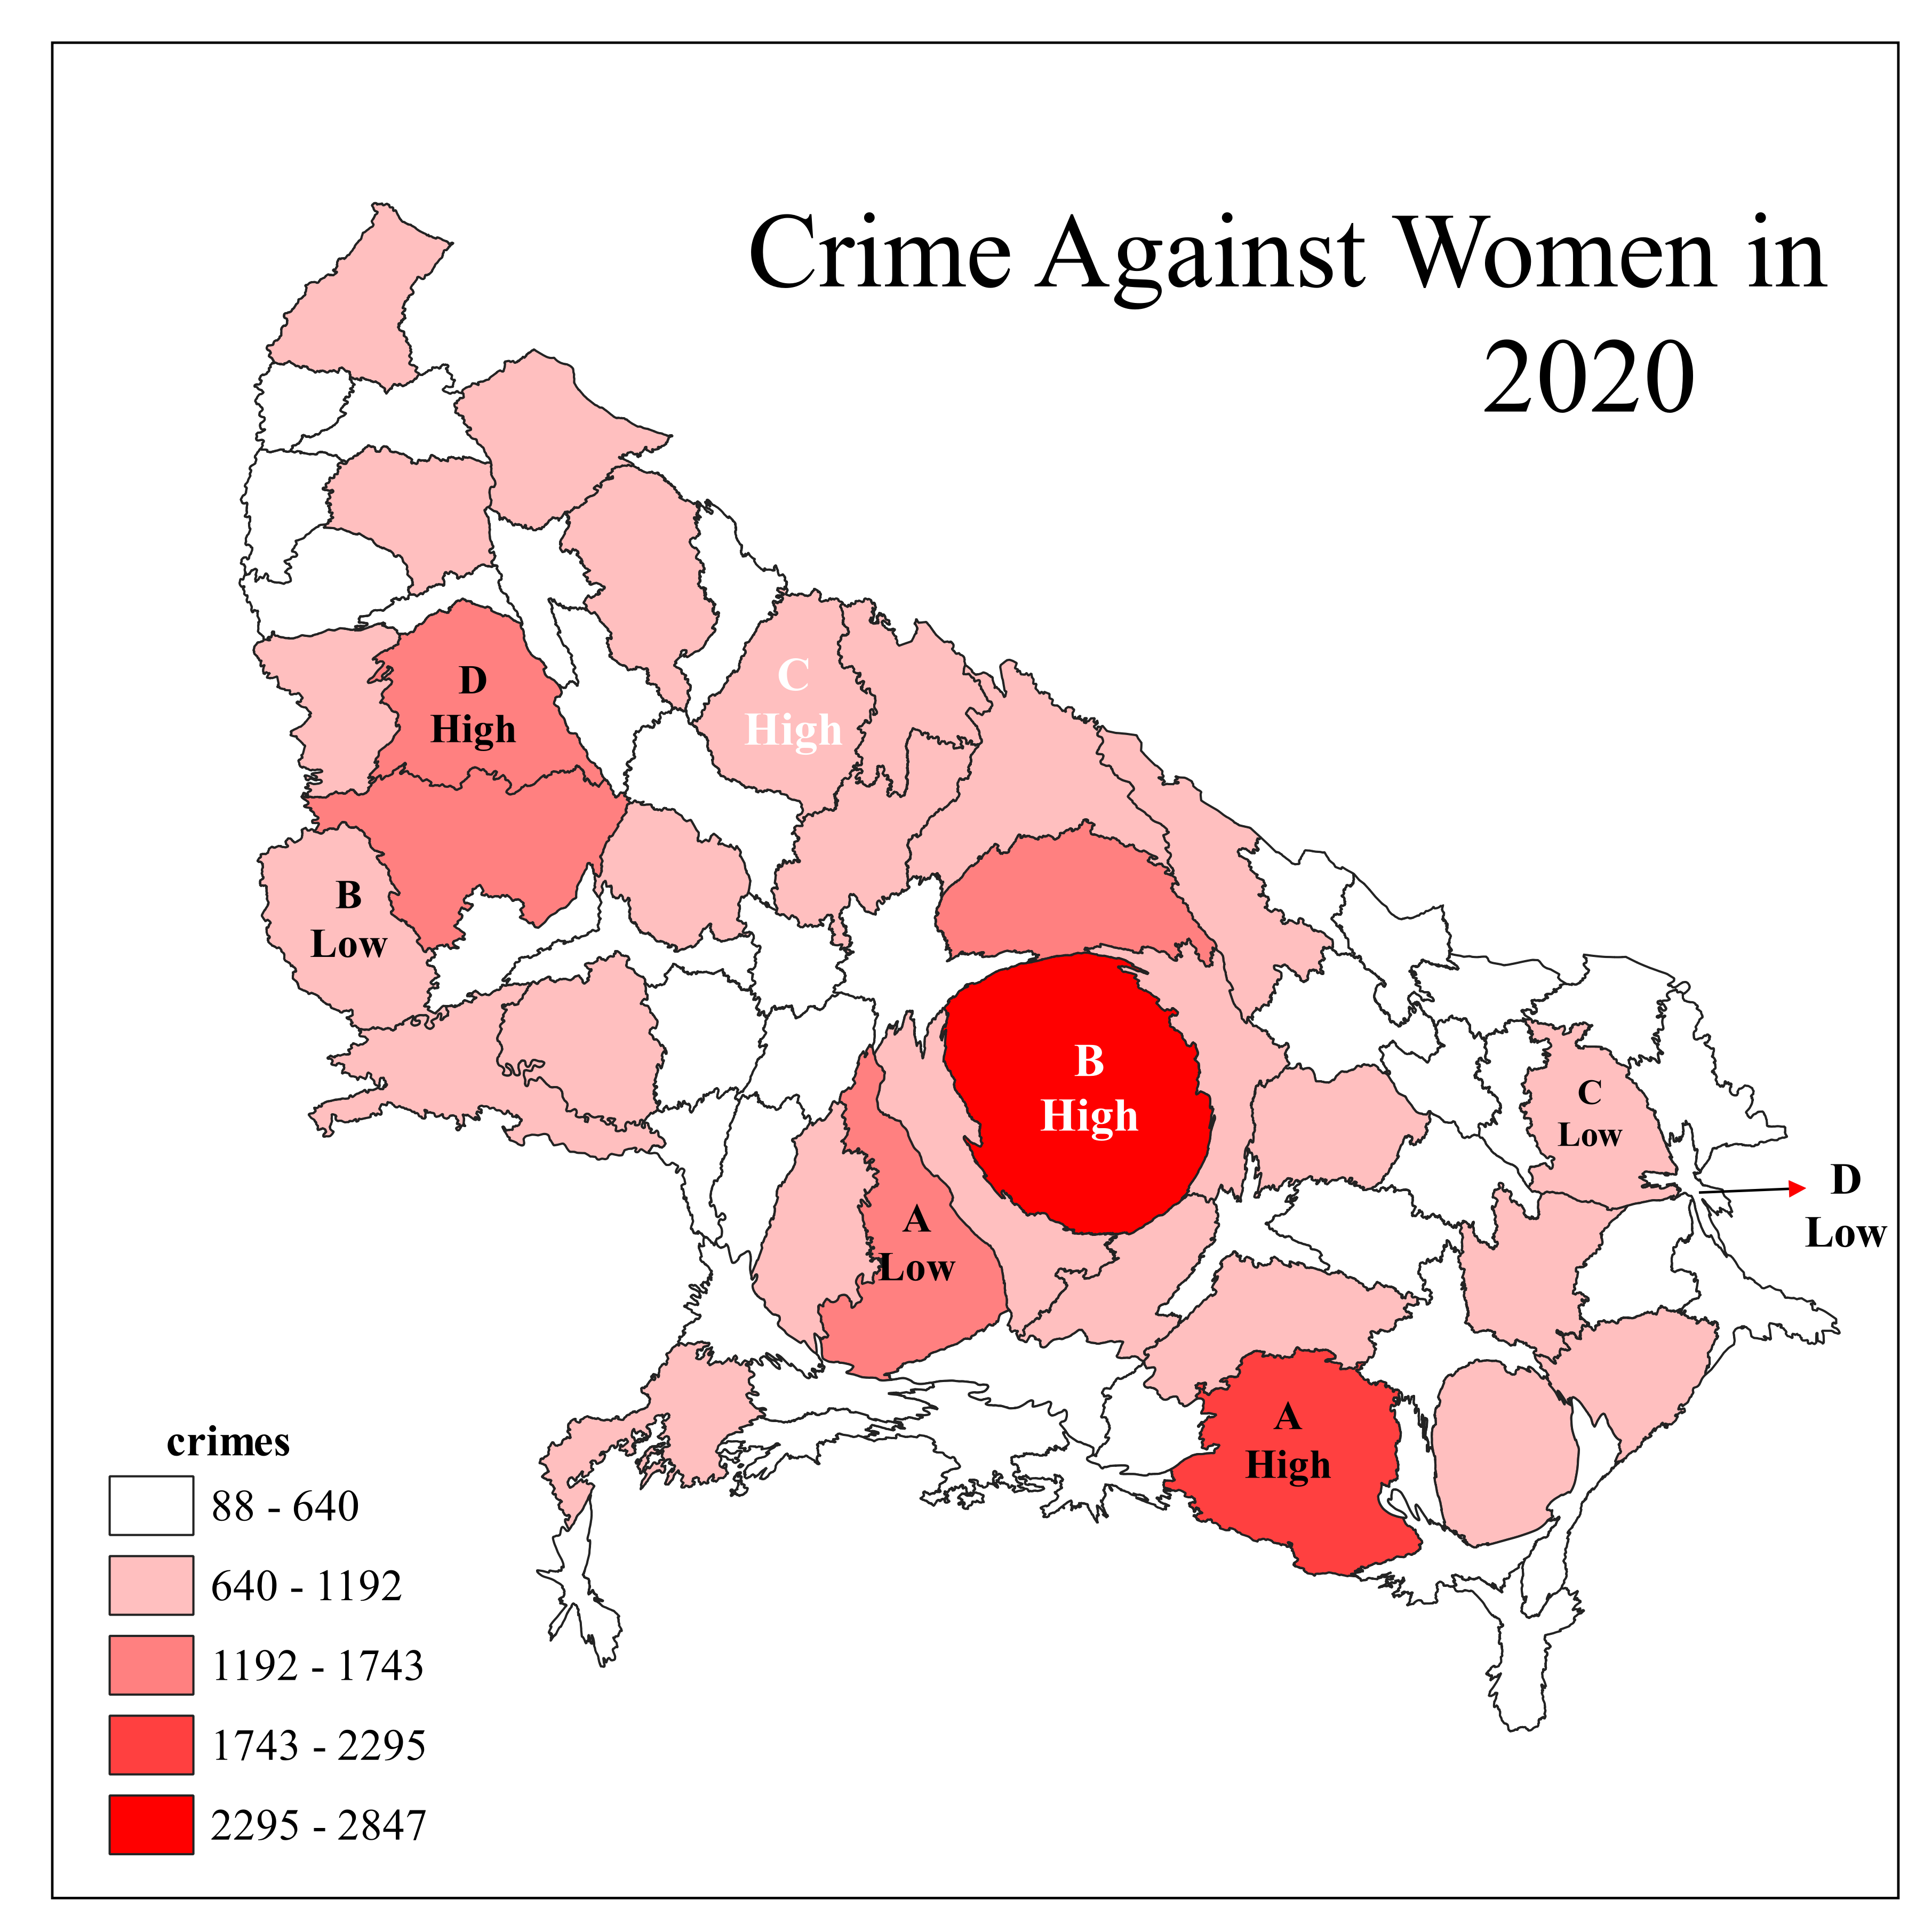 Crime Against Women in
2020
D
High
C
High
B
Low
B
High
C
Low
D
Low
A
Low
A
High
crimes
88 - 640
640 - 1192
1192 - 1743
1743 - 2295
2295 - 2847